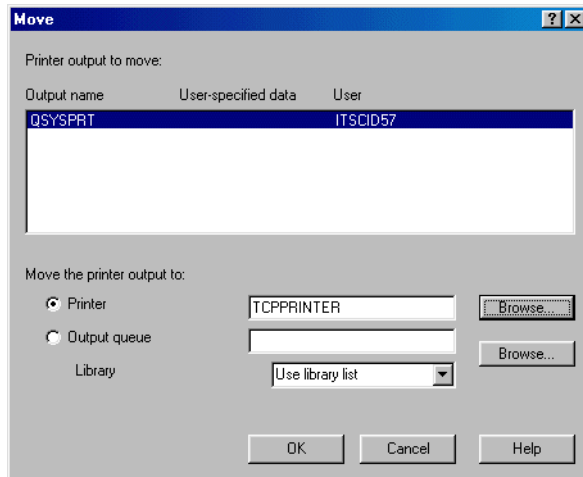 Move
Printer output to move:
Output name User-specified data User
QSYSPRT ITSCID57
Move the printer output to:
Printer TCPPRINTER Browse...
Output queue
Browse...
Library Use library list
OK Cancel Help